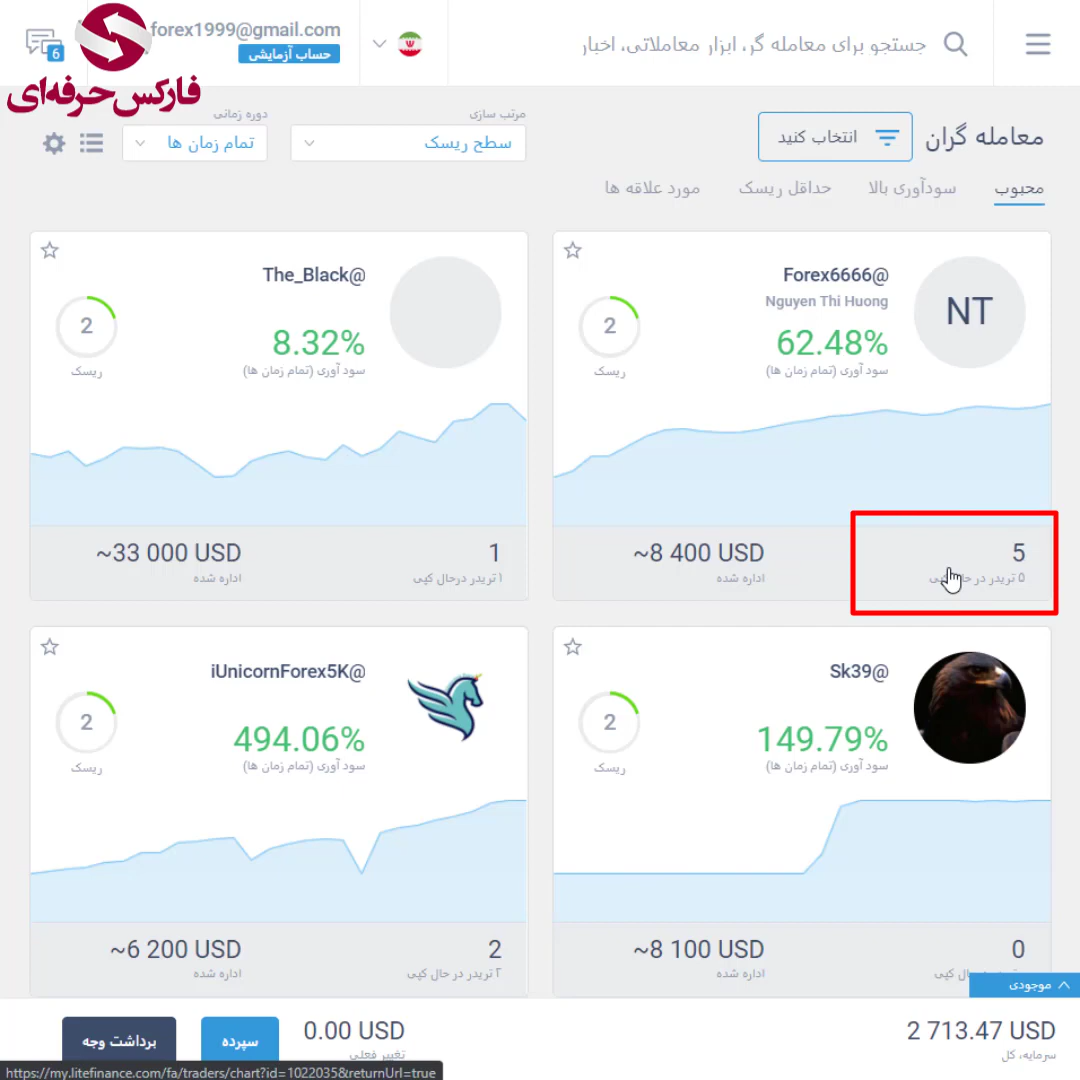 جستجو برای معامله گر، ابزار معاملاتی، اخبار
forex1999@gmail.com
حساب آزمایشی
6
فارکس‌حرفه‌ای
معامله گران
انتخاب کنید
مرتب سازی
سطح ریسک
دوره زمانی
تمام زمان ها
محبوب
سودآوری بالا
حداقل ریسک
مورد علاقه ها
NT
Forex6666@
Nguyen Thi Huong
62.48%
سود آوری (تمام زمان ها)
2
ریسک
5
۵ تریدر در
~8 400 USD
اداره شده
The_Black@
8.32%
سود آوری (تمام زمان ها)
2
ریسک
1
۱ تریدر درحال کپی
~33 000 USD
اداره شده
Sk39@
149.79%
سود آوری (تمام زمان ها)
2
ریسک
0
کپی
~8 100 USD
اداره شده
iUnicornForex5K@
494.06%
سود آوری (تمام زمان ها)
2
ریسک
2
۲ تریدر در حال کپی
~6 200 USD
اداره شده
موجودی
2 713.47 USD
سرمایه، کل
0.00 USD
تغییر فعلی
سپرده
برداشت وجه
https://my.litefinance.com/fa/traders/chart?id=1022035&returnUrl=true